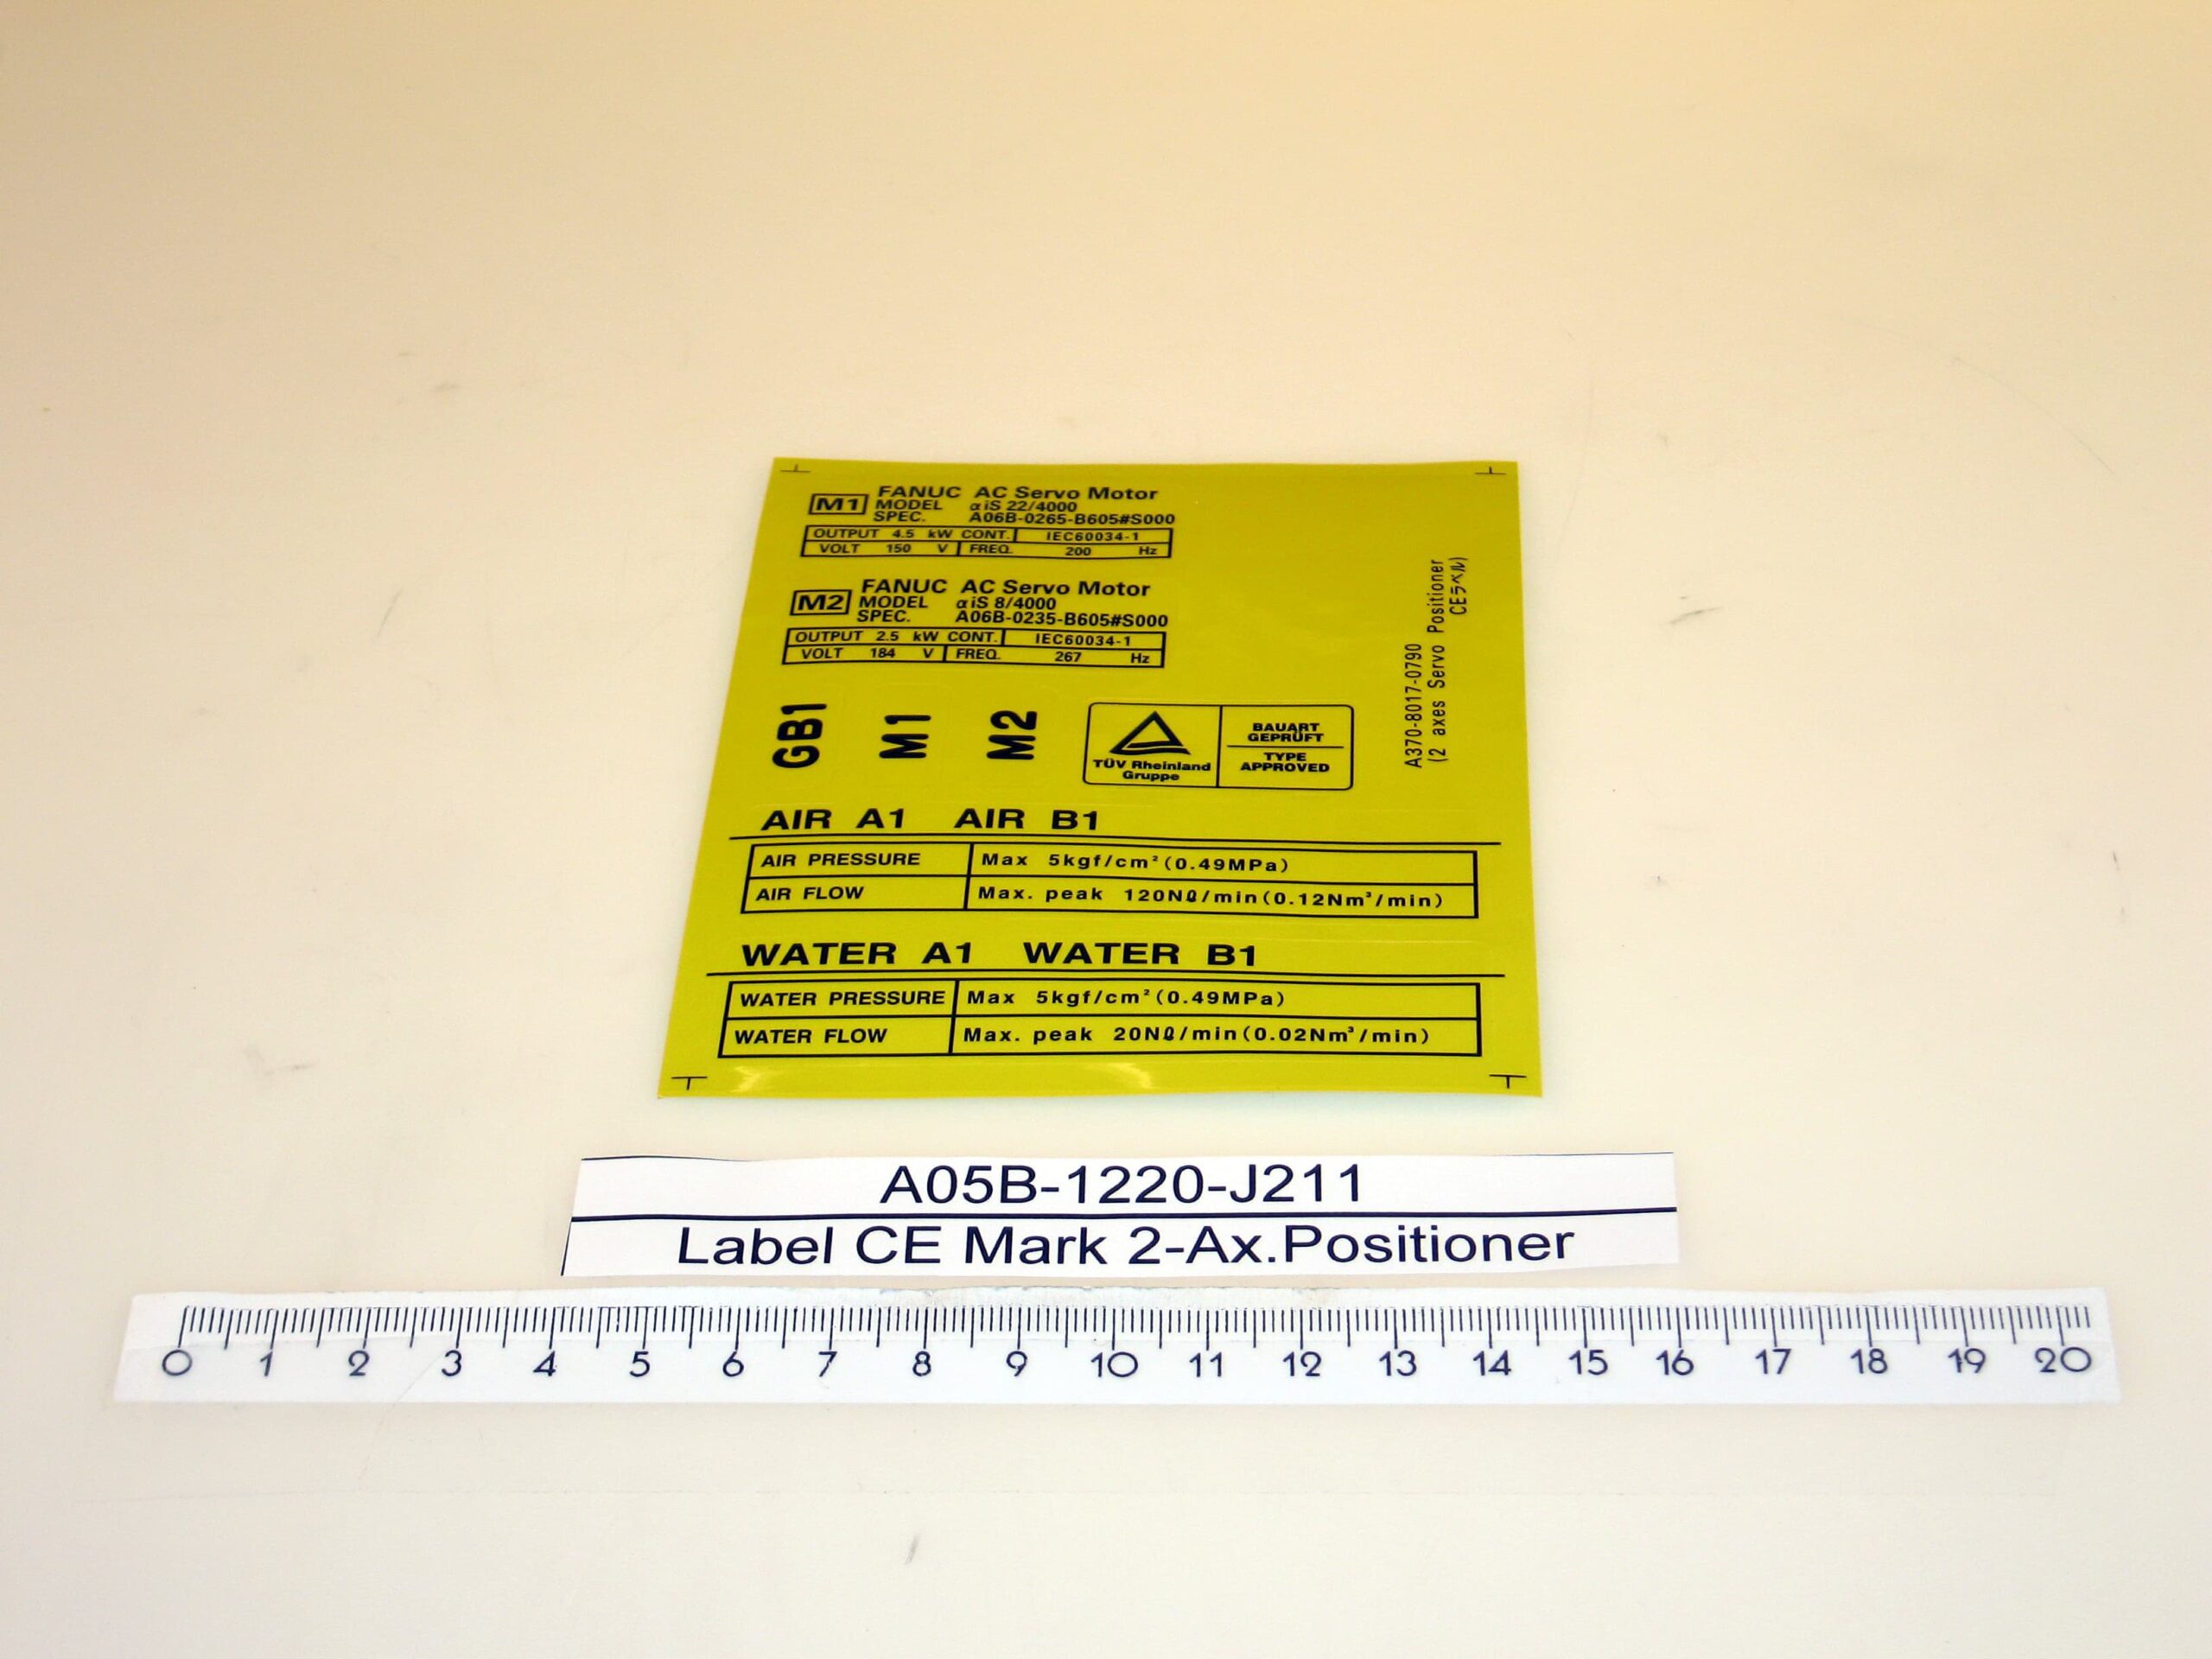 M1 FANUC AC Servo Motor
MODEL αiS 22/4000
SPEC. A06B-0265-B605#S000
OUTPUT 4.5 kW CONT. IEC60034-1
VOLT 150 V FREQ. 200 Hz
M2 FANUC AC Servo Motor
MODEL αiS 8/4000
SPEC. A06B-0235-B605#S000
OUTPUT 2.5 kW CONT. IEC60034-1
VOLT 184 V FREQ. 267 Hz
GB1 M1 M2
TÜV Rheinland
Gruppe
BAUART
GEPRÜFT
TYPE
APPROVED
A370-8017-0790
(2 axes Servo Positioner
CEラベル)
AIR A1 AIR B1
AIR PRESSURE Max 5kgf/cm²(0.49MPa)
AIR FLOW Max. peak 120Nℓ/min(0.12Nm³/min)
WATER A1 WATER B1
WATER PRESSURE Max 5kgf/cm²(0.49MPa)
WATER FLOW Max. peak 20Nℓ/min(0.02Nm³/min)
A05B-1220-J211
Label CE Mark 2-Ax.Positioner
0 1 2 3 4 5 6 7 8 9 10 11 12 13 14 15 16 17 18 19 20